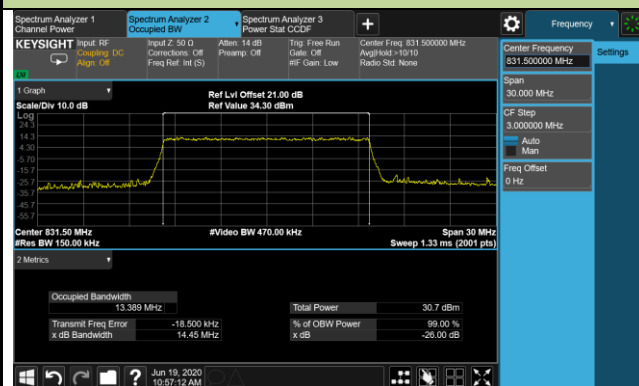 Spectrum Analyzer 1
Channel Power
Spectrum Analyzer 2
Occupied BW
Spectrum Analyzer 3
Power Stat CCDF
Frequency
KEYSIGHT
Input: RF
Coupling: DC
Align: Off
Input Z: 50 Ω
Corrections: Off
Freq Ref: Int (S)
Atten: 14 dB
Preamp: Off
Trig: Free Run
Gate: Off
#IF Gain: Low
Center Freq: 831.500000 MHz
Avg|Hold:>10/10
Radio Std: None
Center Frequency
831.500000 MHz
Settings
Span
30.000 MHz
CF Step
3.000000 MHz
Auto
Man
Freq Offset
0 Hz
1 Graph
Scale/Div 10.0 dB
Ref Lvl Offset 21.00 dB
Ref Value 34.30 dBm
Log
24.3
14.3
4.30
-5.70
-15.7
-25.7
-35.7
-45.7
-55.7
Center 831.50 MHz
#Res BW 150.00 kHz
#Video BW 470.00 kHz
Span 30 MHz
Sweep 1.33 ms (2001 pts)
2 Metrics
Occupied Bandwidth
13.389 MHz
Total Power 30.7 dBm
Transmit Freq Error -18.500 kHz
% of OBW Power 99.00 %
x dB Bandwidth 14.45 MHz
x dB -26.00 dB
?
Jun 19, 2020
10:57:12 AM